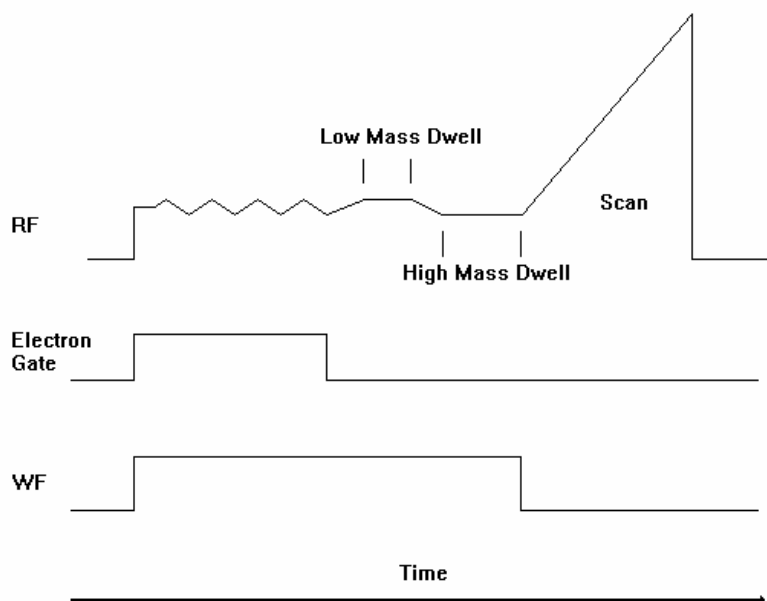 Low Mass Dwell
Scan
RF
High Mass Dwell
Electron
Gate
WF
Time